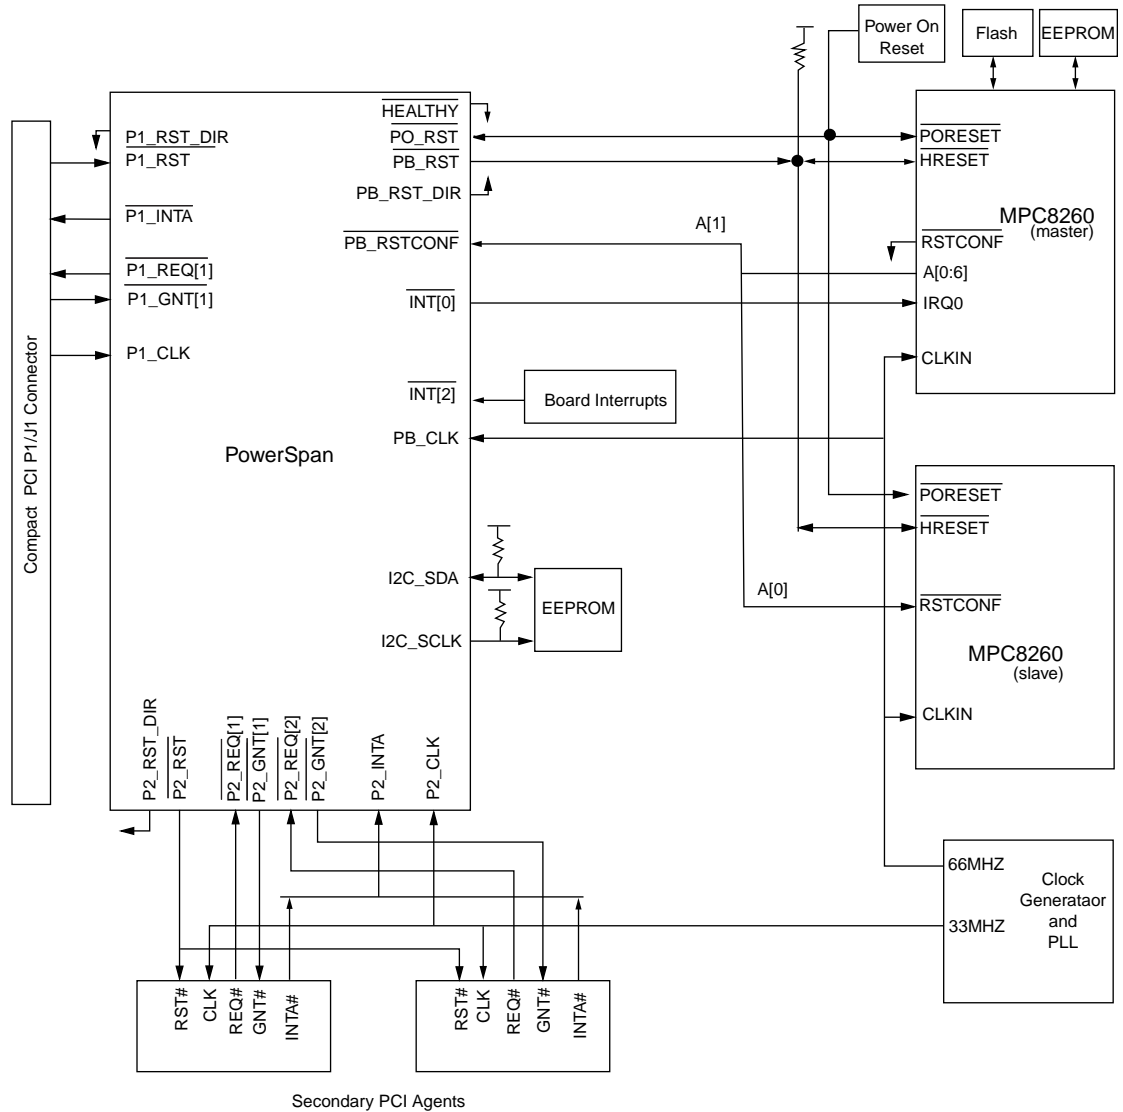 Power On
Reset
Flash
EEPROM
HEALTHY
P1_RST_DIR
PO_RST
PORESET
P1_RST
PB_RST
HRESET
PB_RST_DIR
P1_INTA
MPC8260
(master)
A[1]
PB_RSTCONF
RSTCONF
P1_REQ[1]
A[0:6]
P1_GNT[1]
INT[0]
IRQ0
P1_CLK
CLKIN
Compact PCI P1/J1 Connector
INT[2]
Board Interrupts
PB_CLK
PowerSpan
PORESET
HRESET
I2C_SDA
A[0]
EEPROM
RSTCONF
I2C_SCLK
MPC8260
(slave)
CLKIN
P2_RST_DIR
P2_RST
P2_REQ[1]
P2_GNT[1]
P2_REQ[2]
P2_GNT[2]
P2_INTA
P2_CLK
66MHZ
Clock
Generataor
and
PLL
33MHZ
RST#
CLK
REQ#
GNT#
INTA#
RST#
CLK
REQ#
GNT#
INTA#
Secondary PCI Agents